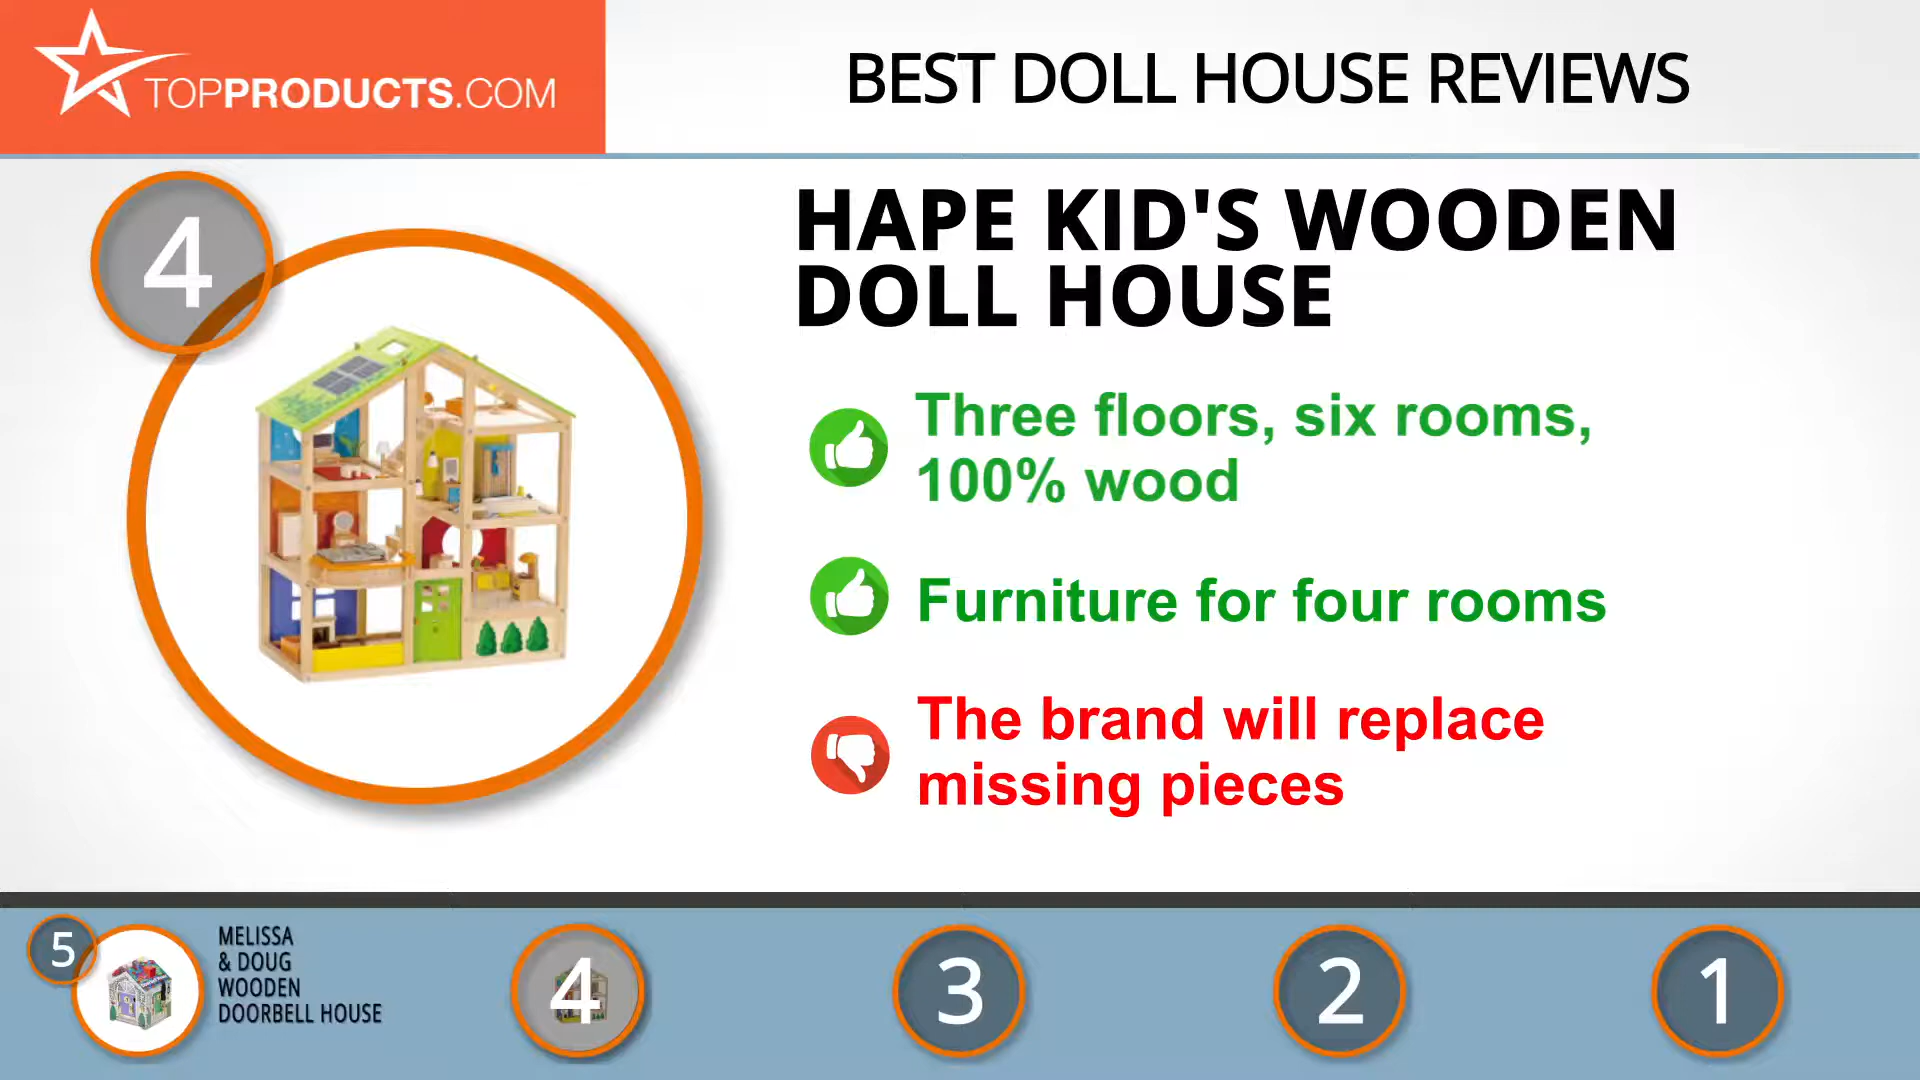 TOPPRODUCTS.COM
BEST DOLL HOUSE REVIEWS
4
HAPE KID'S WOODEN
DOLL HOUSE
Three floors, six rooms,
100% wood
Furniture for four rooms
The brand will replace
missing pieces
5
MELISSA
& DOUG
WOODEN
DOORBELL HOUSE
4
3
2
1